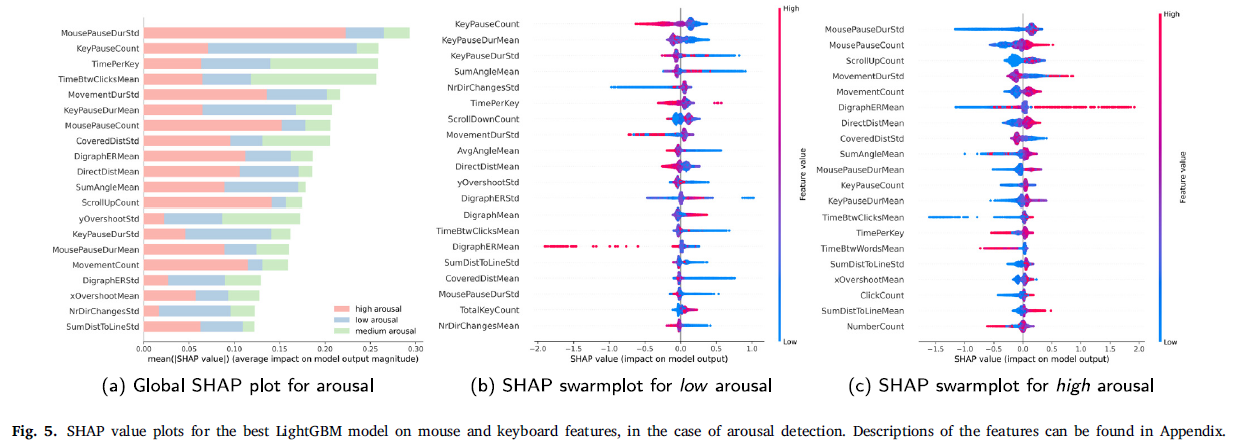 MousePauseDurStd
KeyPauseCount
TimePerKey
TimeBtwClicksMean
MovementDurStd
KeyPauseDurMean
MousePauseCount
CoveredDistStd
DigraphERMean
DirectDistMean
SumAngleMean
ScrollUpCount
yOvershootStd
KeyPauseDurStd
MousePauseDurMean
MovementCount
DigraphERStd
xOvershootMean
NrDirChangesStd
SumDistToLineStd
high arousal
low arousal
medium arousal
0.00 0.05 0.10 0.15 0.20 0.25 0.30
mean(|SHAP value|) (average impact on model output magnitude)
(a) Global SHAP plot for arousal
KeyPauseCount
KeyPauseDurMean
KeyPauseDurStd
SumAngleMean
NrDirChangesStd
TimePerKey
ScrollDownCount
MovementDurStd
AvgAngleMean
DirectDistMean
yOvershootStd
DigraphERStd
DigraphMean
TimeBtwClicksMean
DigraphERMean
SumDistToLineStd
CoveredDistMean
MousePauseDurStd
TotalKeyCount
NrDirChangesMean
−2.0 −1.5 −1.0 −0.5 0.0 0.5 1.0
SHAP value (impact on model output)
High
Feature value
Low
(b) SHAP swarmplot for low arousal
MousePauseDurStd
MousePauseCount
ScrollUpCount
MovementDurStd
MovementCount
DigraphERMean
DirectDistMean
CoveredDistStd
SumAngleMean
MousePauseDurMean
KeyPauseCount
KeyPauseDurMean
TimeBtwClicksMean
TimePerKey
TimeBtwWordsMean
SumDistToLineStd
xOvershootMean
ClickCount
SumDistToLineMean
NumberCount
−1.5 −1.0 −0.5 0.0 0.5 1.0 1.5 2.0
SHAP value (impact on model output)
High
Feature value
Low
(c) SHAP swarmplot for high arousal
Fig. 5. SHAP value plots for the best LightGBM model on mouse and keyboard features, in the case of arousal detection. Descriptions of the features can be found in Appendix.